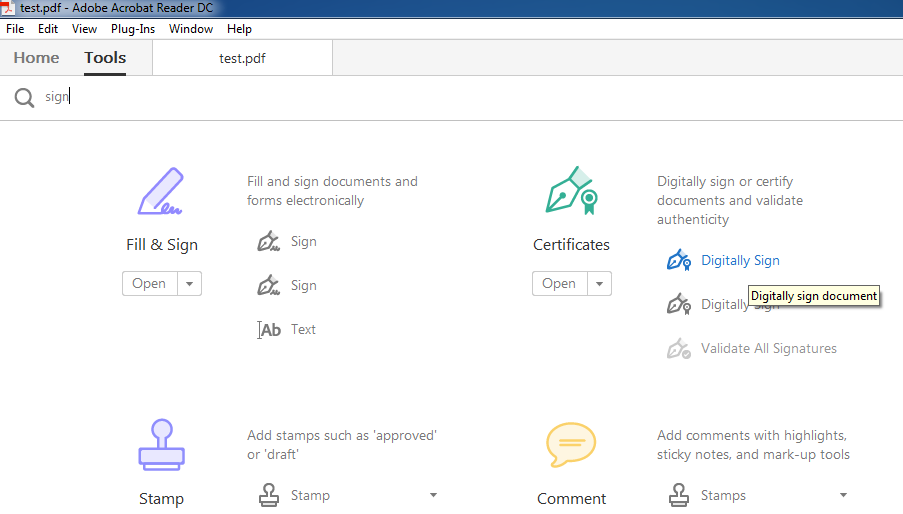 test.pdf - Adobe Acrobat Reader DC
File Edit View Plug-Ins Window Help
Home Tools test.pdf
sign
Fill & Sign
Open
Fill and sign documents and
forms electronically
Sign
Sign
Ab Text
Certificates
Open
Digitally sign or certify
documents and validate
authenticity
Digitally Sign
Digitally sign document
Digitally sign
Validate All Signatures
Stamp
Add stamps such as 'approved'
or 'draft'
Stamp
Comment
Add comments with highlights,
sticky notes, and mark-up tools
Stamps